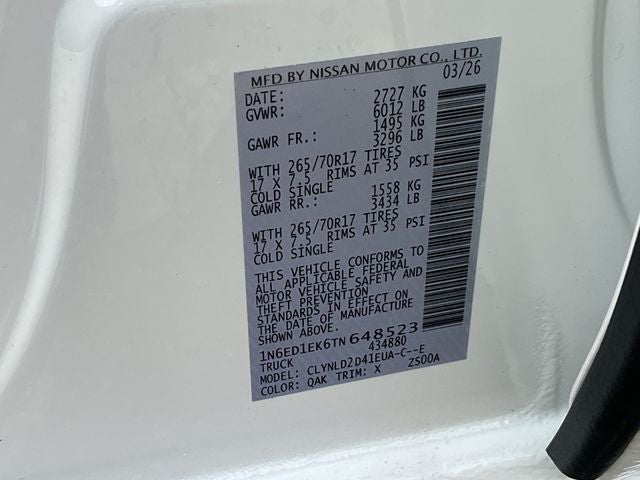 MFD BY NISSAN MOTOR CO., LTD.
DATE: 03/26
GVWR: 2727 KG
6012 LB
GAWR FR.: 1495 KG
3296 LB
WITH 265/70R17 TIRES
17 X 7.5 RIMS AT 35 PSI
COLD SINGLE
GAWR RR.: 1558 KG
3434 LB
WITH 265/70R17 TIRES
17 X 7.5 RIMS AT 35 PSI
COLD SINGLE
THIS VEHICLE CONFORMS TO
ALL APPLICABLE FEDERAL
MOTOR VEHICLE SAFETY AND
THEFT PREVENTION
STANDARDS IN EFFECT ON
THE DATE OF MANUFACTURE
SHOWN ABOVE.
1N6ED1EK6TN648523
TRUCK 434880
MODEL: CLYNLD2D41EUA-C--E
COLOR: QAK TRIM: X ZS00A